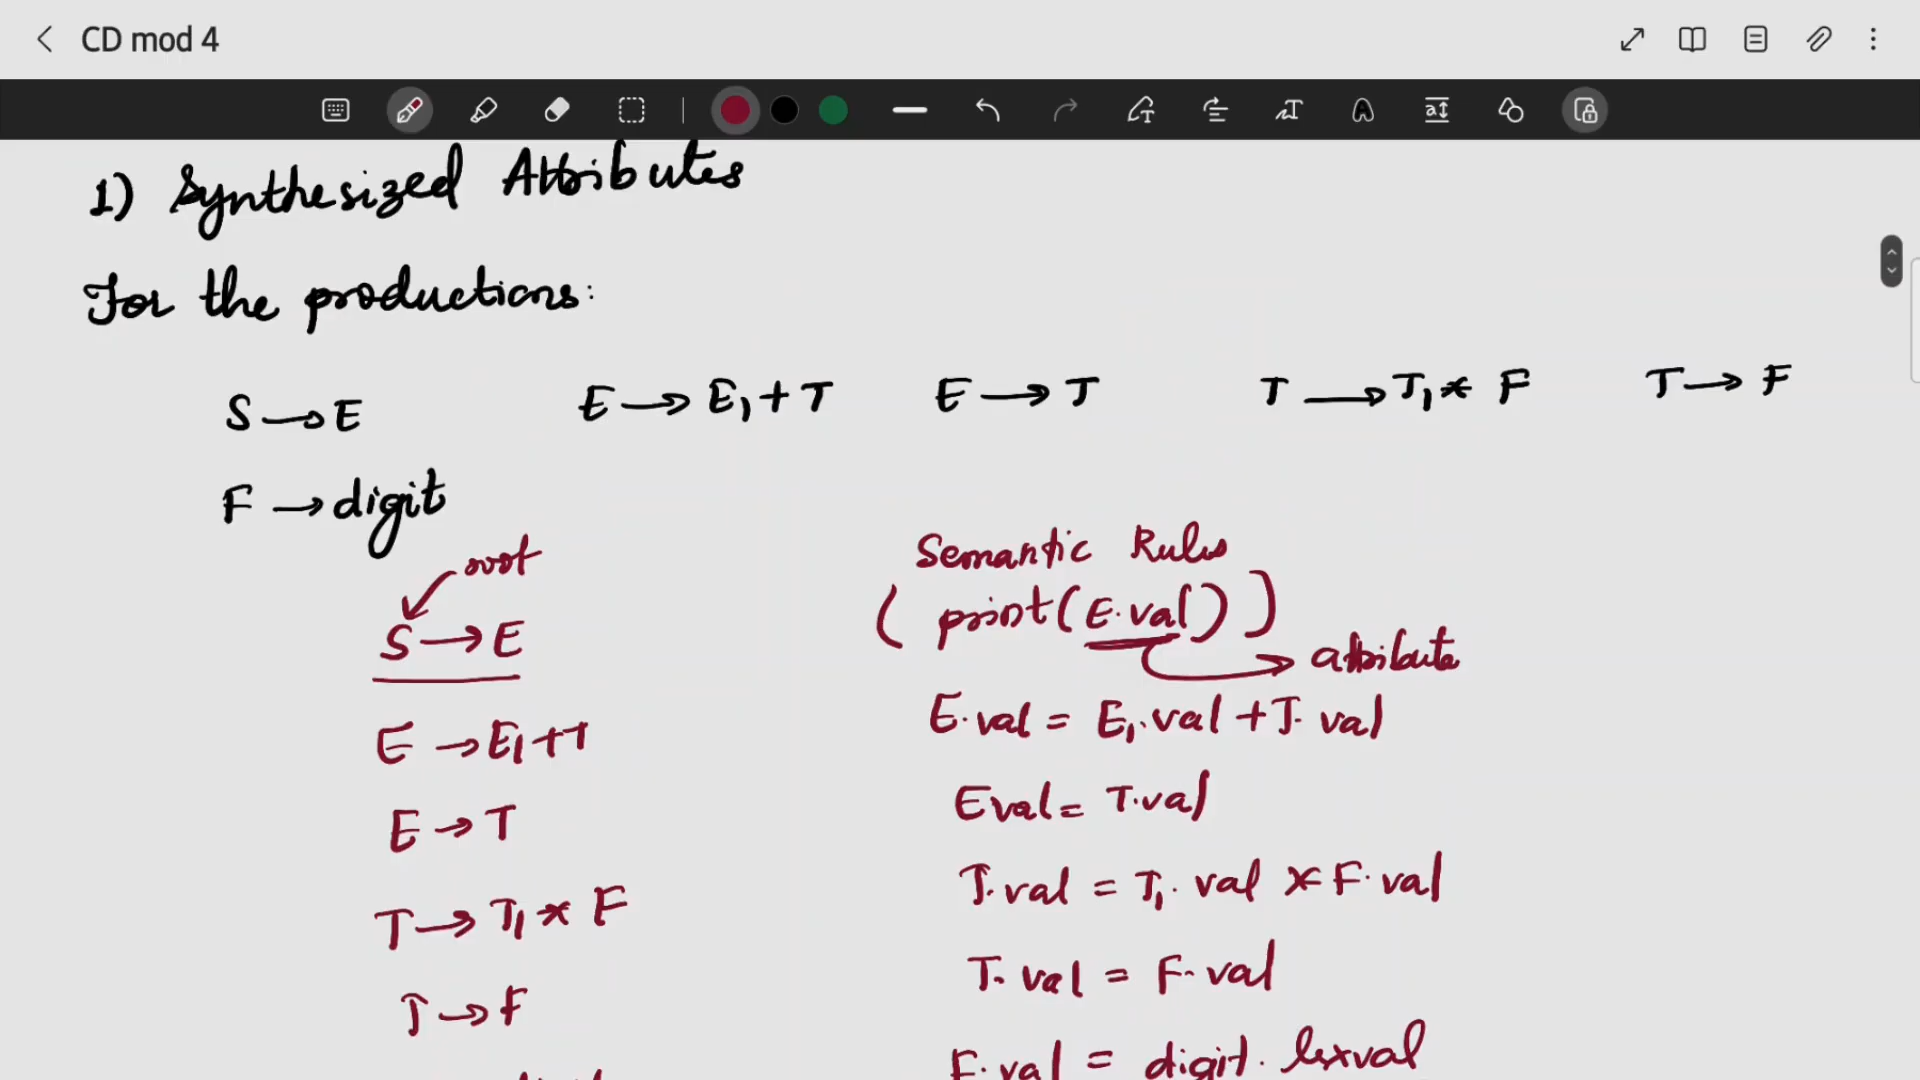 CD mod 4
1) Synthesized Attributes
For the productions:
S → E E → E₁ + T E → T T → T₁ * F T → F
F → digit
root
Semantic Rules
S → E ( print(E.val) )
attribute
E → E₁ + T E.val = E₁.val + T.val
E → T Eval = T.val
T → T₁ * F T.val = T₁.val * F.val
T → F T.val = F.val
F.val = digit.lexval